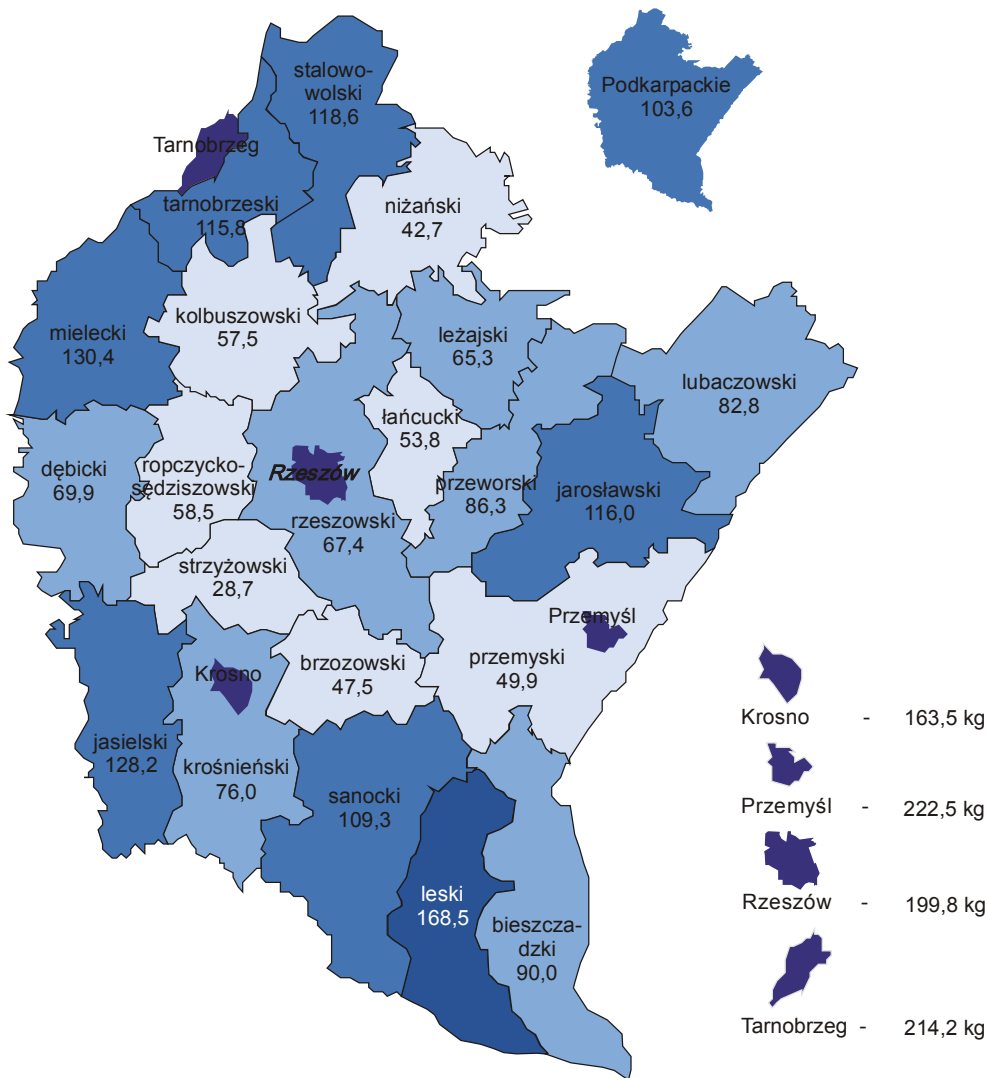 stalowo-
wolski
118,6
Podkarpackie
103,6
Tarnobrzeg
tarnobrzeski
115,8
niżański
42,7
kolbuszowski
57,5
mielecki
130,4
leżajski
65,3
lubaczowski
82,8
łańcucki
53,8
dębicki
69,9
ropczycko-
sędziszowski
58,5
Rzeszów
rzeszowski
67,4
przeworski
86,3
jarosławski
116,0
strzyżowski
28,7
Przemyśl
przemyski
49,9
Krosno
brzozowski
47,5
jasielski
128,2
krośnieński
76,0
sanocki
109,3
leski
168,5
bieszcza-
dzki
90,0
Krosno - 163,5 kg
Przemyśl - 222,5 kg
Rzeszów - 199,8 kg
Tarnobrzeg - 214,2 kg